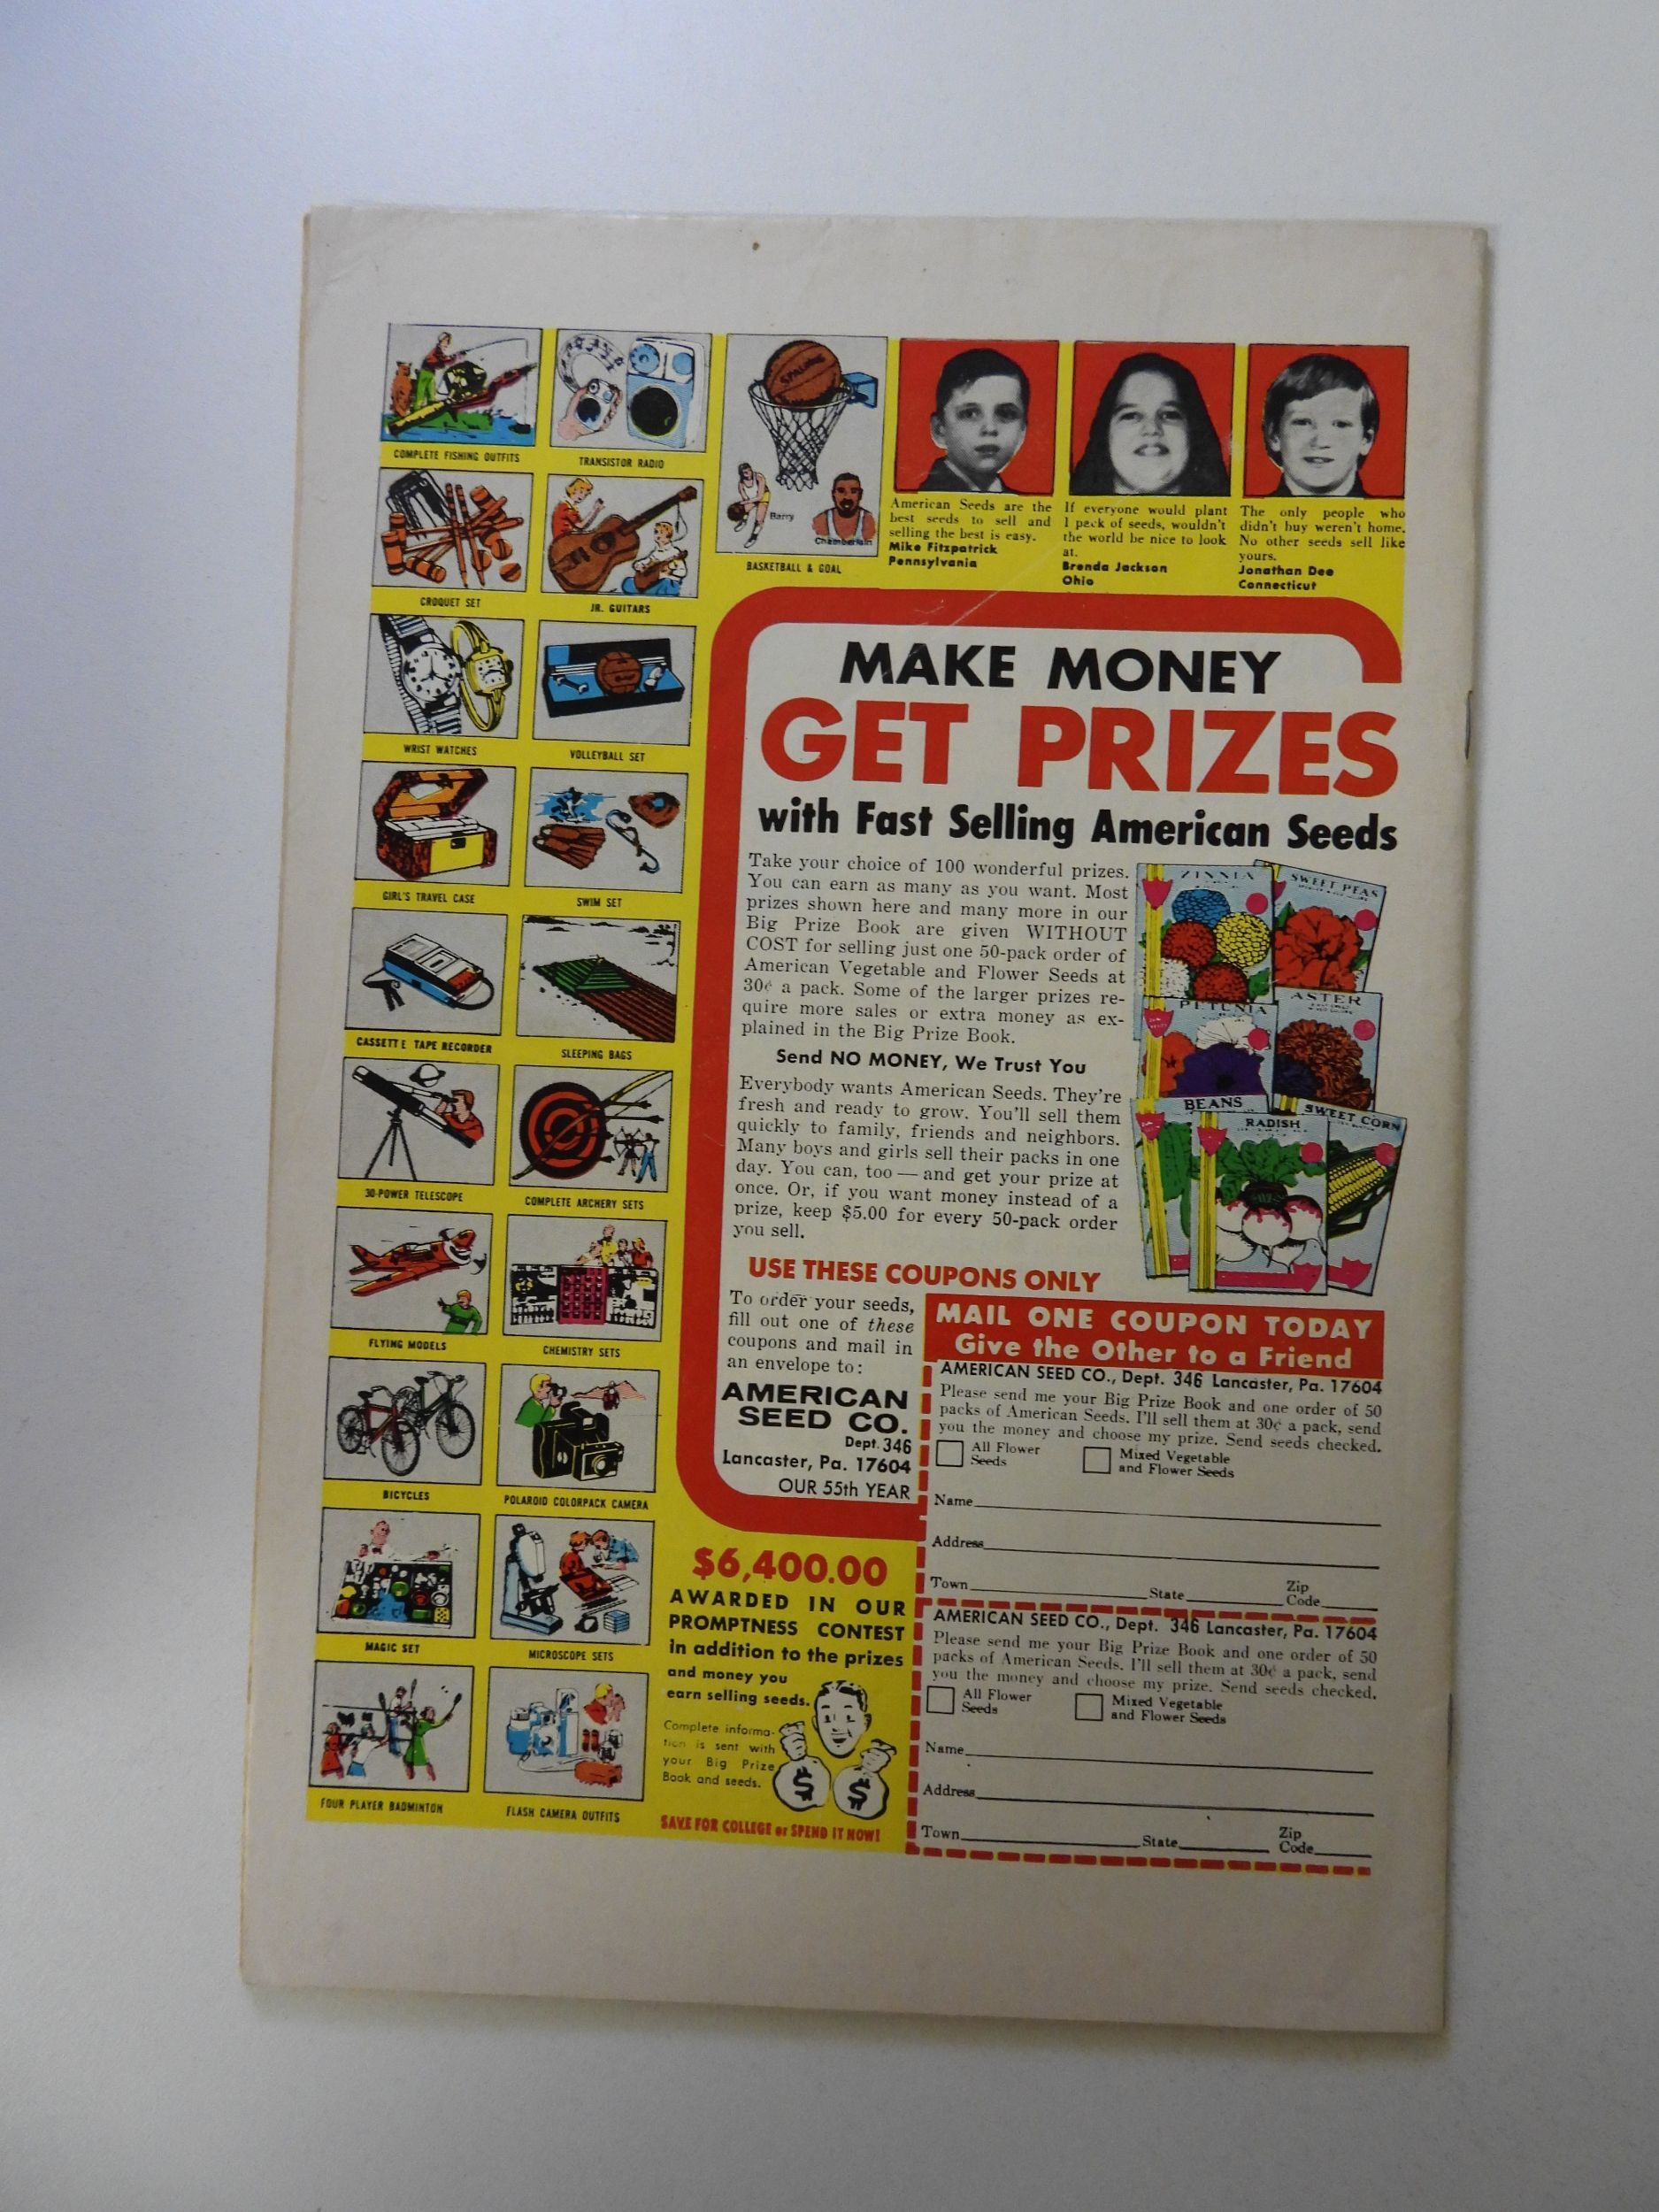 COMPLETE FISHING OUTFITS
TRANSISTOR RADIO
SPALDING
Barry
Chamberlain
BASKETBALL & GOAL
American Seeds are the
best seeds to sell and
selling the best is easy.
Mike Fitzpatrick
Pennsylvania
If everyone would plant
1 pack of seeds, wouldn't
the world be nice to look
at.
Brenda Jackson
Ohio
The only people who
didn't buy weren't home.
No other seeds sell like
yours.
Jonathan Dee
Connecticut
CROQUET SET
JR. GUITARS
WRIST WATCHES
VOLLEYBALL SET
GIRL'S TRAVEL CASE
SWIM SET
CASSETTE TAPE RECORDER
SLEEPING BAGS
30-POWER TELESCOPE
COMPLETE ARCHERY SETS
FLYING MODELS
CHEMISTRY SETS
BICYCLES
POLAROID COLORPACK CAMERA
MAGIC SET
MICROSCOPE SETS
FOUR PLAYER BADMINTON
FLASH CAMERA OUTFITS
MAKE MONEY
GET PRIZES
with Fast Selling American Seeds
Take your choice of 100 wonderful prizes.
You can earn as many as you want. Most
prizes shown here and many more in our
Big Prize Book are given WITHOUT
COST for selling just one 50-pack order of
American Vegetable and Flower Seeds at
30¢ a pack. Some of the larger prizes re-
quire more sales or extra money as ex-
plained in the Big Prize Book.
Send NO MONEY, We Trust You
Everybody wants American Seeds. They're
fresh and ready to grow. You'll sell them
quickly to family, friends and neighbors.
Many boys and girls sell their packs in one
day. You can, too — and get your prize at
once. Or, if you want money instead of a
prize, keep $5.00 for every 50-pack order
you sell.
ZINNIA
SWEET PEAS
PETUNIA
ASTER
BEANS
RADISH
SWEET CORN
USE THESE COUPONS ONLY
To order your seeds,
fill out one of these
coupons and mail in
an envelope to:
AMERICAN
SEED CO.
Dept. 346
Lancaster, Pa. 17604
OUR 55th YEAR
MAIL ONE COUPON TODAY
Give the Other to a Friend
AMERICAN SEED CO., Dept. 346 Lancaster, Pa. 17604
Please send me your Big Prize Book and one order of 50
packs of American Seeds. I'll sell them at 30¢ a pack, send
you the money and choose my prize. Send seeds checked.
All Flower
Seeds
Mixed Vegetable
and Flower Seeds
Name
Address
Town State Zip
Code
AMERICAN SEED CO., Dept. 346 Lancaster, Pa. 17604
Please send me your Big Prize Book and one order of 50
packs of American Seeds. I'll sell them at 30¢ a pack, send
you the money and choose my prize. Send seeds checked.
All Flower
Seeds
Mixed Vegetable
and Flower Seeds
Name
Address
Town State Zip
Code
$6,400.00
AWARDED IN OUR
PROMPTNESS CONTEST
in addition to the prizes
and money you
earn selling seeds.
Complete informa-
tion is sent with
your Big Prize
Book and seeds.
$ $
SAVE FOR COLLEGE or SPEND IT NOW!